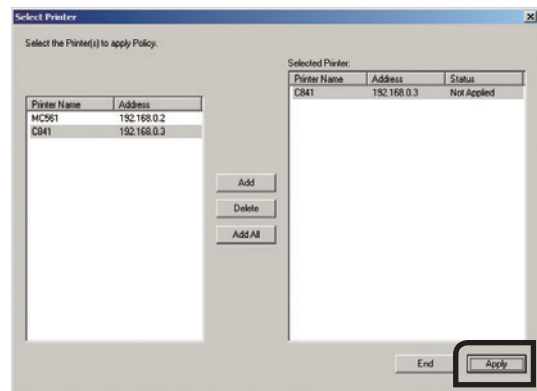 Select Printer
Select the Printer(s) to apply Policy.
Selected Printer:
Printer Name Address Status
C841 192.168.0.3 Not Applied
Printer Name Address
MC561 192.168.0.2
C841 192.168.0.3
Add
Delete
Add All
End Apply